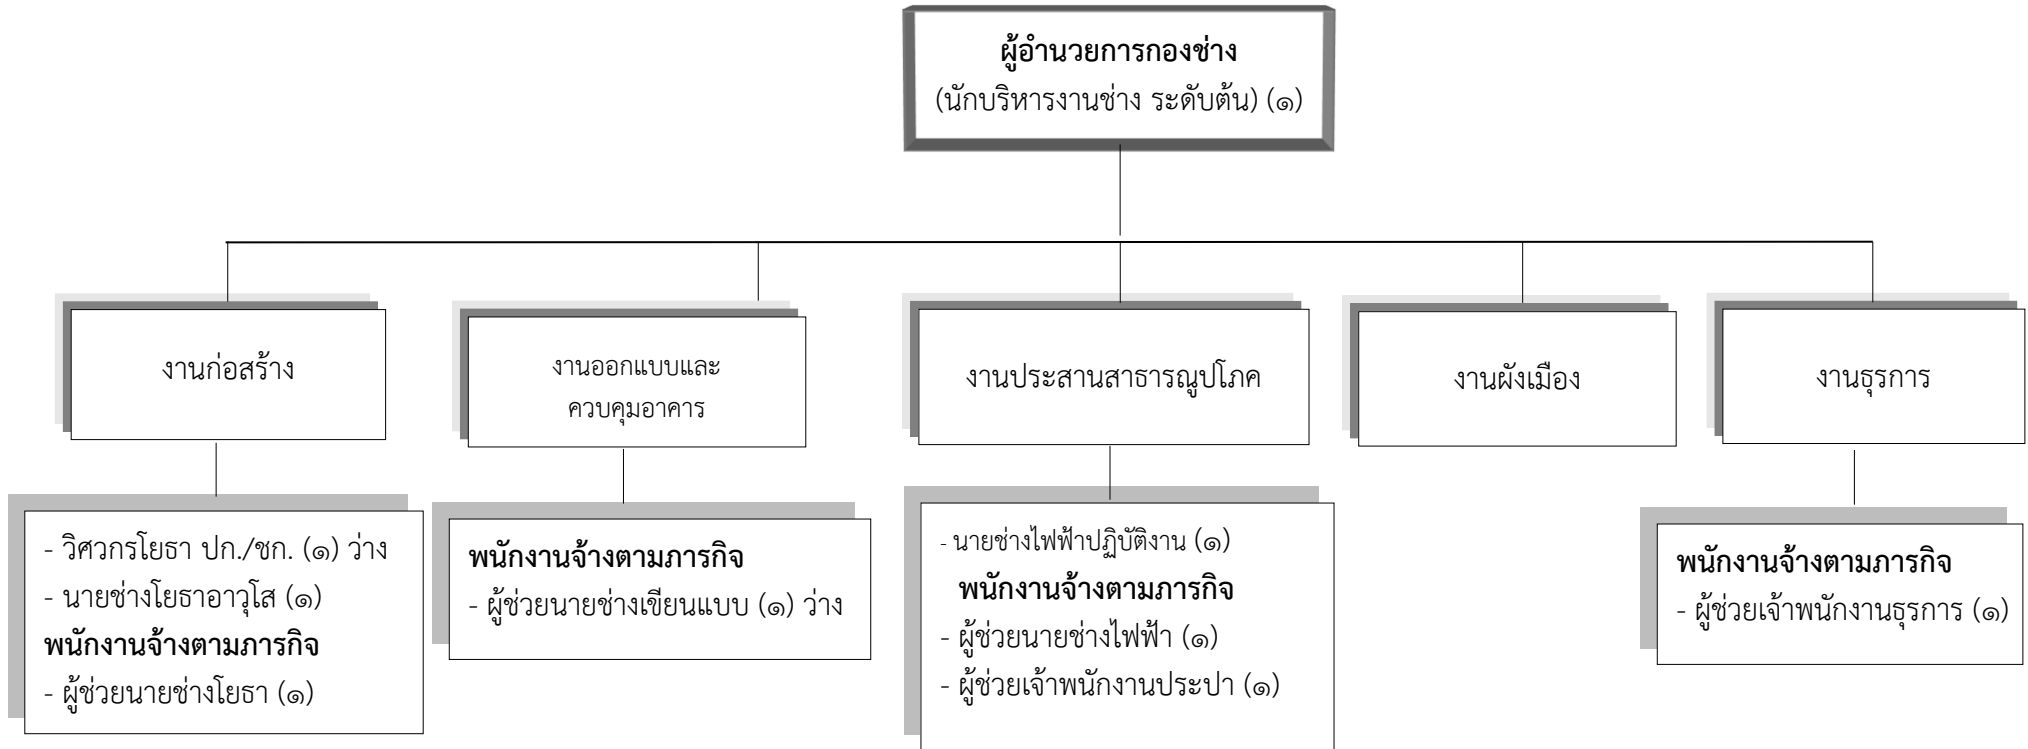 ผู้อำนวยการกองช่าง
(นักบริหารงานช่าง ระดับต้น) (๑)
งานก่อสร้าง
งานออกแบบและ
ควบคุมอาคาร
งานประสานสาธารณูปโภค
งานผังเมือง
งานธุรการ
- วิศวกรโยธา ปก./ชก. (๑) ว่าง
- นายช่างโยธาอาวุโส (๑)
พนักงานจ้างตามภารกิจ
- ผู้ช่วยนายช่างโยธา (๑)
พนักงานจ้างตามภารกิจ
- ผู้ช่วยนายช่างเขียนแบบ (๑) ว่าง
- นายช่างไฟฟ้าปฏิบัติงาน (๑)
พนักงานจ้างตามภารกิจ
- ผู้ช่วยนายช่างไฟฟ้า (๑)
- ผู้ช่วยเจ้าพนักงานประปา (๑)
พนักงานจ้างตามภารกิจ
- ผู้ช่วยเจ้าพนักงานธุรการ (๑)